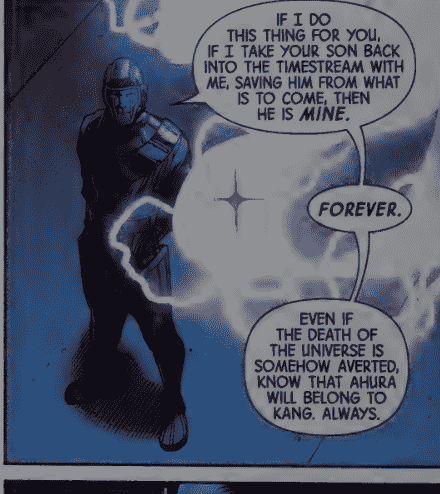 IF I DO
THIS THING FOR YOU,
IF I TAKE YOUR SON BACK
INTO THE TIMESTREAM WITH
ME, SAVING HIM FROM WHAT
IS TO COME, THEN
HE IS MINE.
FOREVER.
EVEN IF
THE DEATH OF
THE UNIVERSE IS
SOMEHOW AVERTED,
KNOW THAT AHURA
WILL BELONG TO
KANG. ALWAYS.